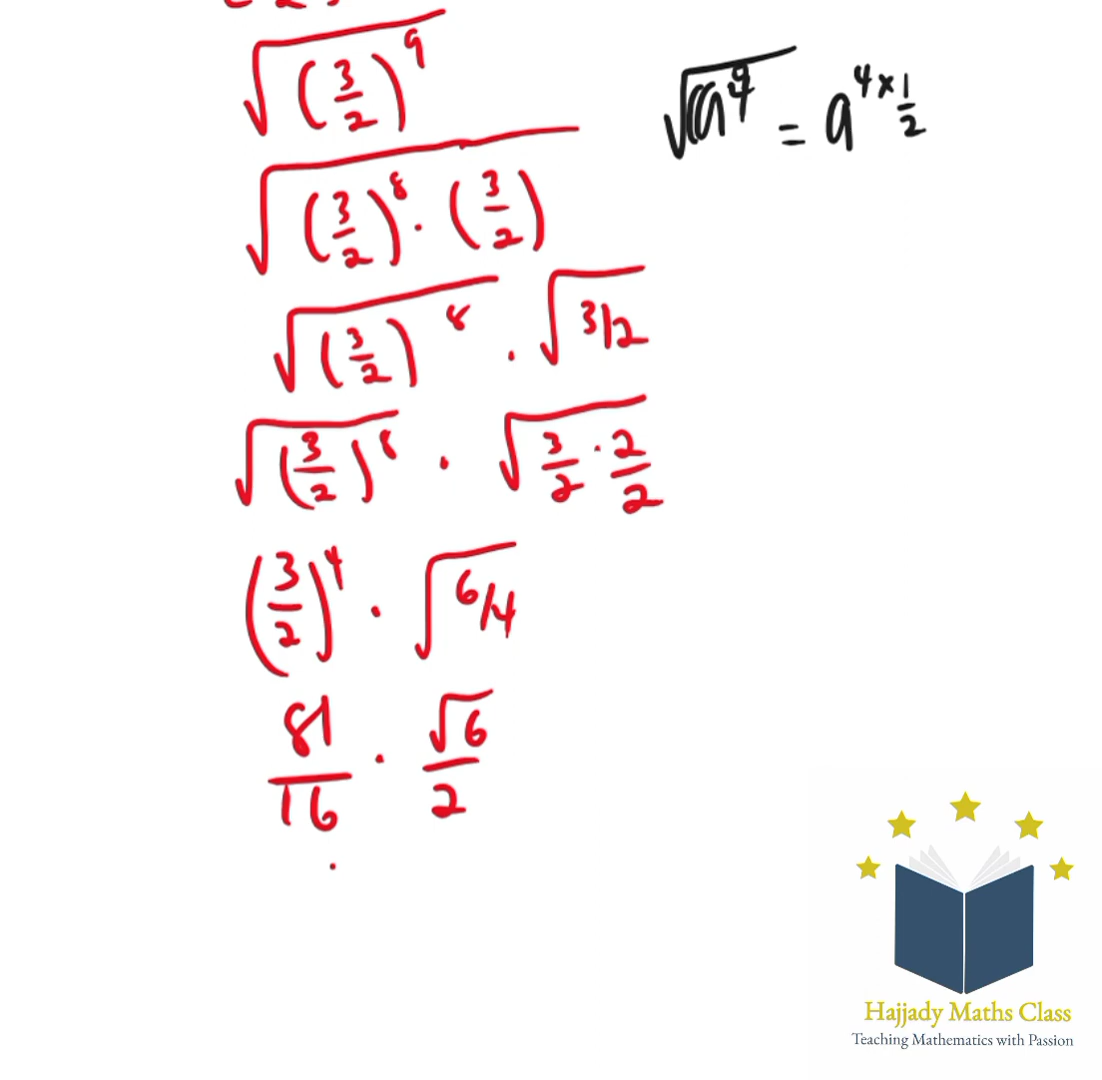 √(3/2)^9
√a^4 = a^(4×1/2)
√(3/2)^8 · (3/2)
√(3/2)^8 · √3/2
√(3/2)^8 · √3/2 · 2/2
(3/2)^4 · √6/4
81/16 · √6/2
Hajjady Maths Class
Teaching Mathematics with Passion